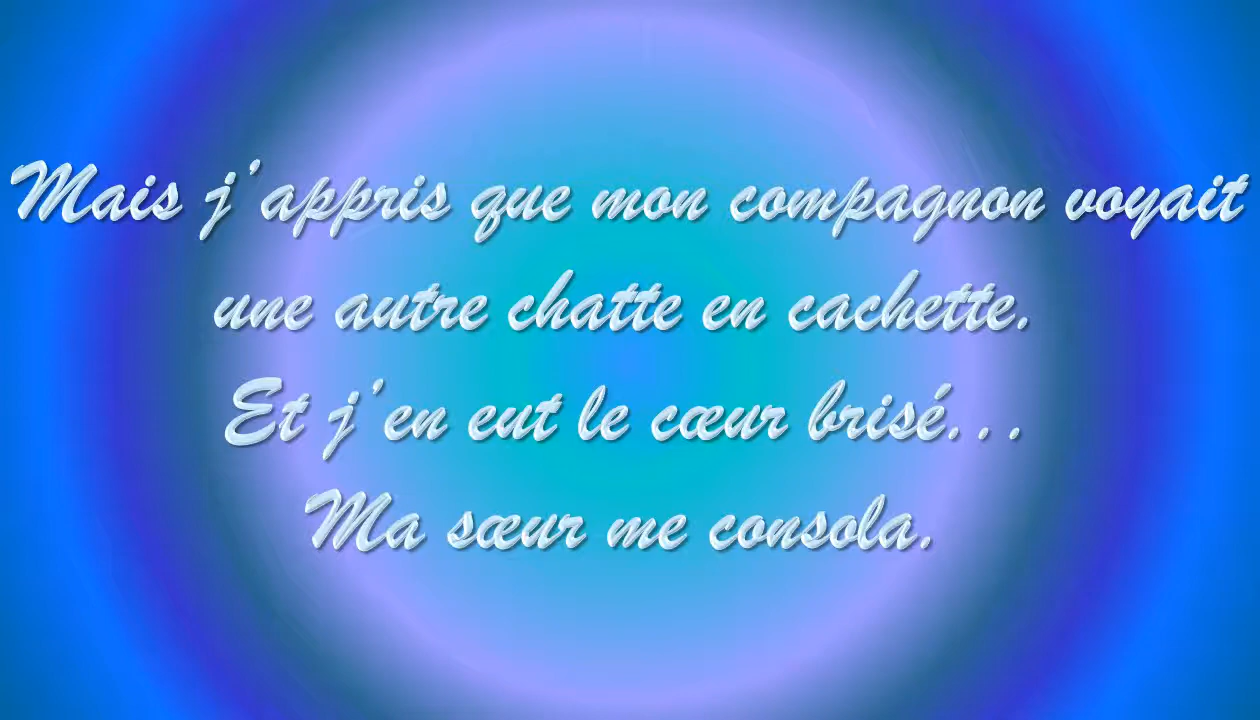 Mais j'appris que mon compagnon voyait
une autre chatte en cachette.
Et j'en eut le cœur brisé...
Ma sœur me consola.